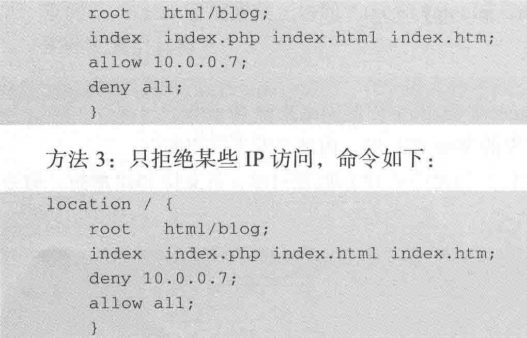 root   html/blog;
index  index.php index.html index.htm;
allow 10.0.0.7;
deny all;
}
方法 3：只拒绝某些 IP 访问，命令如下：
location / {
root   html/blog;
index  index.php index.html index.htm;
deny 10.0.0.7;
allow all;
}